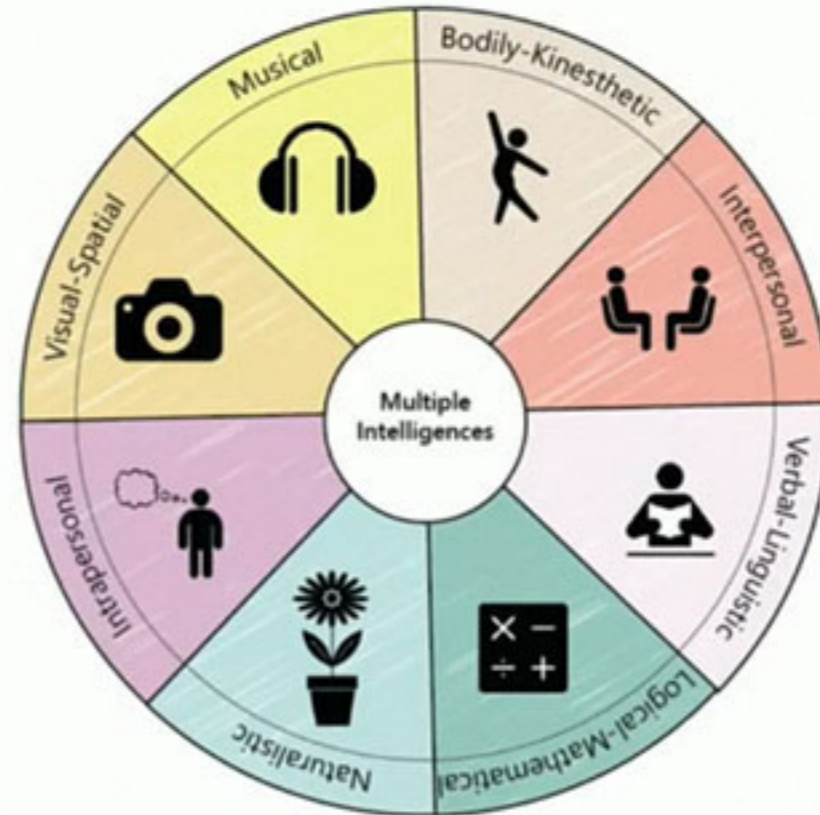 Musical
Bodily-Kinesthetic
Interpersonal
Verbal-Linguistic
Logical-Mathematical
Naturalistic
Intrapersonal
Visual-Spatial
Multiple
Intelligences
× −
÷ +